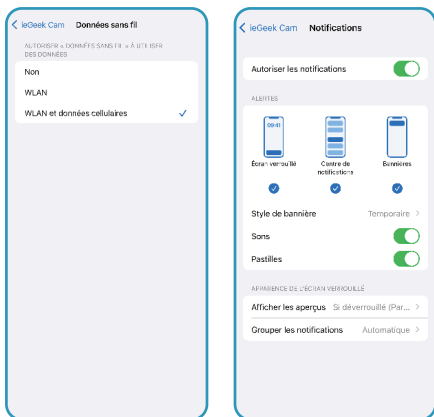 ieGeek Cam Données sans fil
AUTORISER « DONNÉES SANS FIL » À UTILISER
DES DONNÉES
Non
WLAN
WLAN et données cellulaires
ieGeek Cam Notifications
Autoriser les notifications
ALERTES
09:41
Écran verrouillé Centre de Bannières
notifications
Style de bannière Temporaire
Sons
Pastilles
APPARENCE DE L'ÉCRAN VERROUILLÉ
Afficher les aperçus Si déverrouillé (Par...
Grouper les notifications Automatique